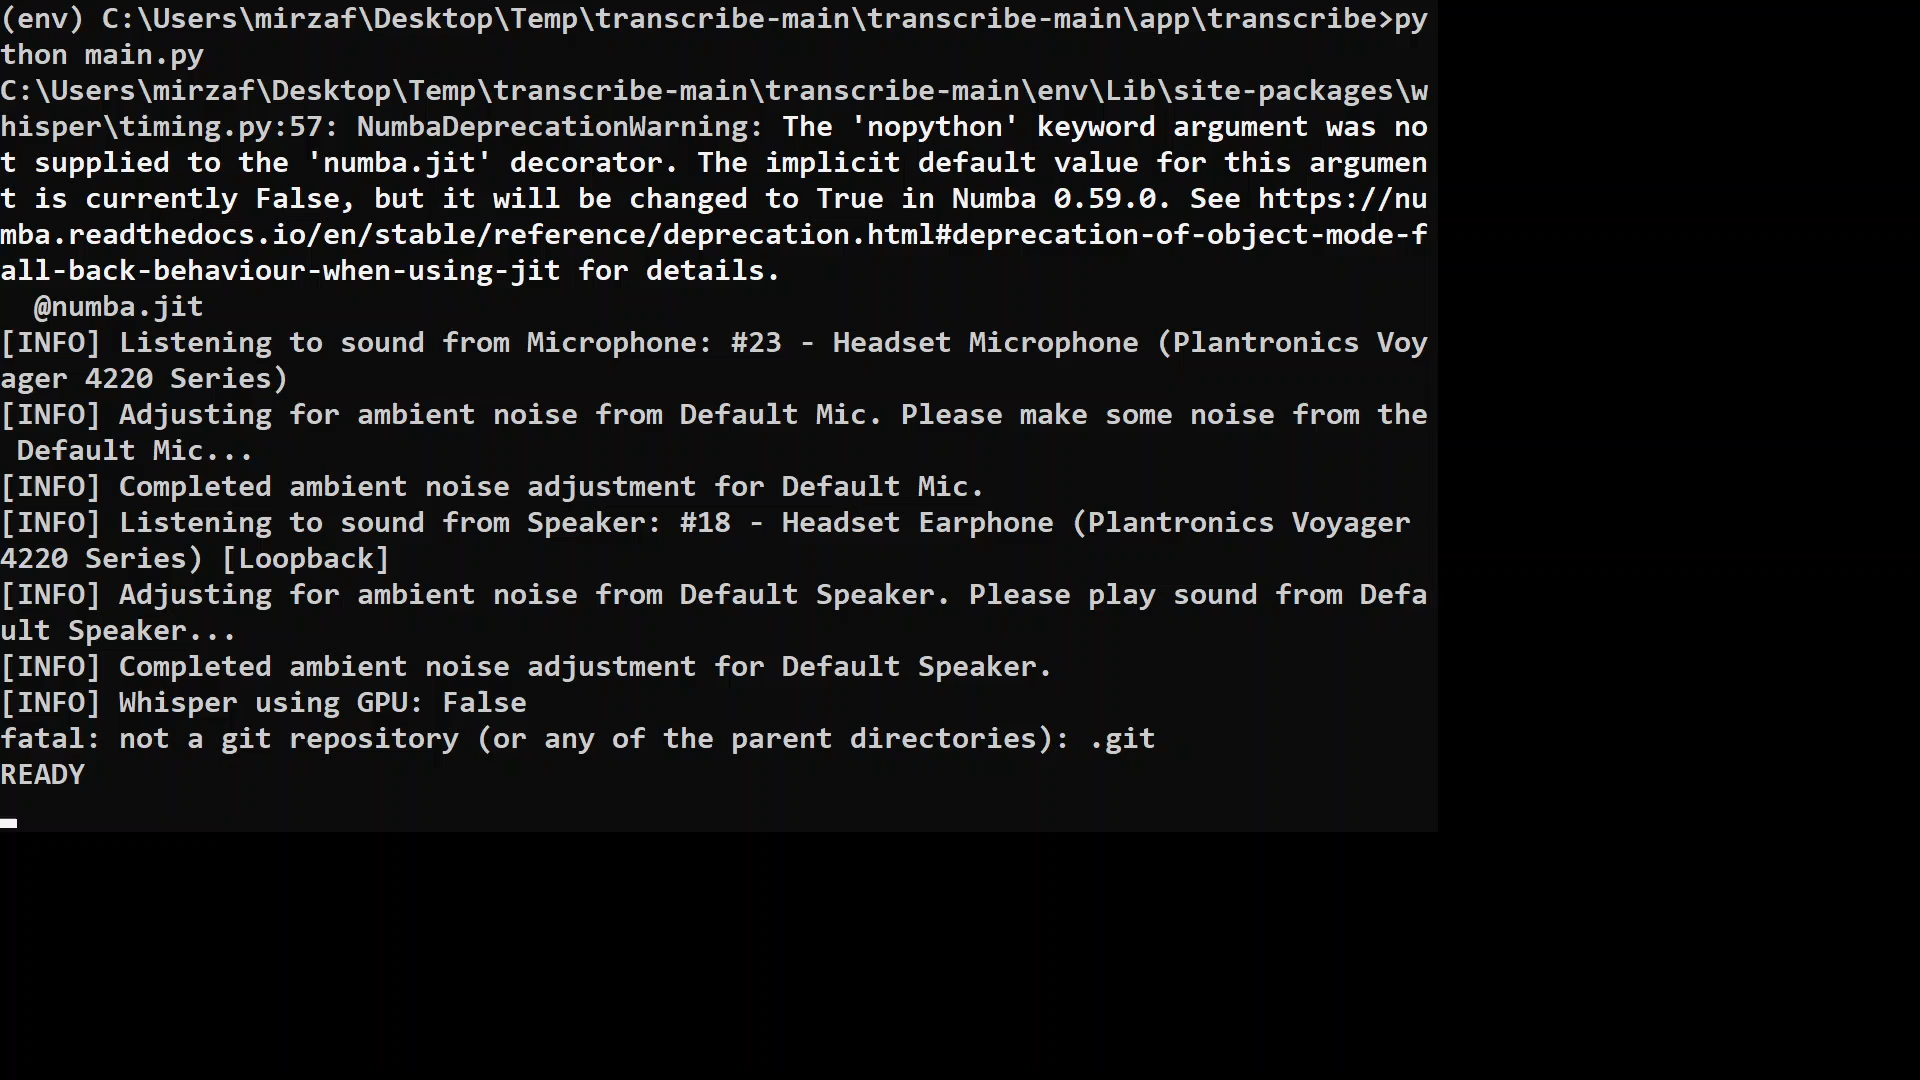 (env) C:\Users\mirzaf\Desktop\Temp\transcribe-main\transcribe-main\app\transcribe>py
thon main.py
C:\Users\mirzaf\Desktop\Temp\transcribe-main\transcribe-main\env\Lib\site-packages\w
hisper\timing.py:57: NumbaDeprecationWarning: The 'nopython' keyword argument was no
t supplied to the 'numba.jit' decorator. The implicit default value for this argumen
t is currently False, but it will be changed to True in Numba 0.59.0. See https://nu
mba.readthedocs.io/en/stable/reference/deprecation.html#deprecation-of-object-mode-f
all-back-behaviour-when-using-jit for details.
  @numba.jit
[INFO] Listening to sound from Microphone: #23 - Headset Microphone (Plantronics Voy
ager 4220 Series)
[INFO] Adjusting for ambient noise from Default Mic. Please make some noise from the
 Default Mic...
[INFO] Completed ambient noise adjustment for Default Mic.
[INFO] Listening to sound from Speaker: #18 - Headset Earphone (Plantronics Voyager
4220 Series) [Loopback]
[INFO] Adjusting for ambient noise from Default Speaker. Please play sound from Defa
ult Speaker...
[INFO] Completed ambient noise adjustment for Default Speaker.
[INFO] Whisper using GPU: False
fatal: not a git repository (or any of the parent directories): .git
READY